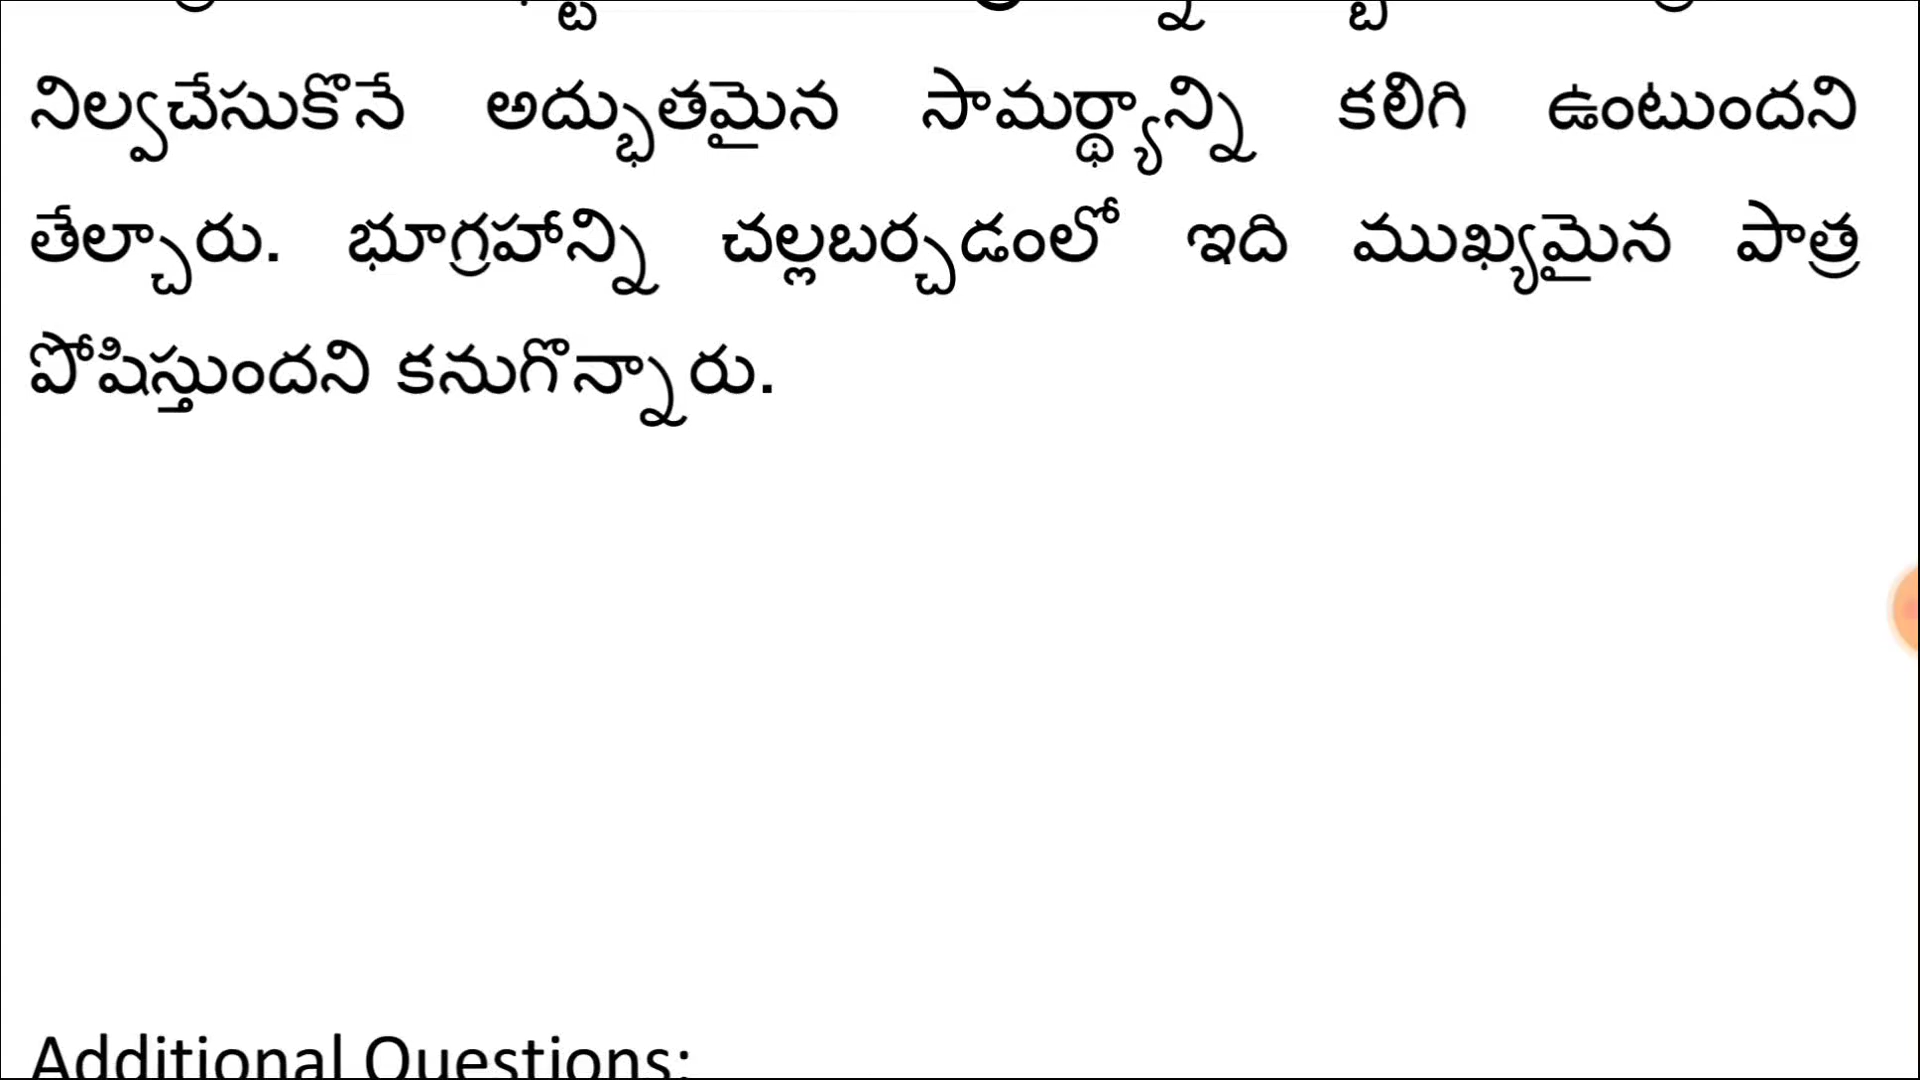 నిల్వచేసుకొనే అద్భుతమైన సామర్థ్యాన్ని కలిగి ఉంటుందని
తేల్చారు. భూగ్రహాన్ని చల్లబర్చడంలో ఇది ముఖ్యమైన పాత్ర
పోషిస్తుందని కనుగొన్నారు.
Additional Questions: